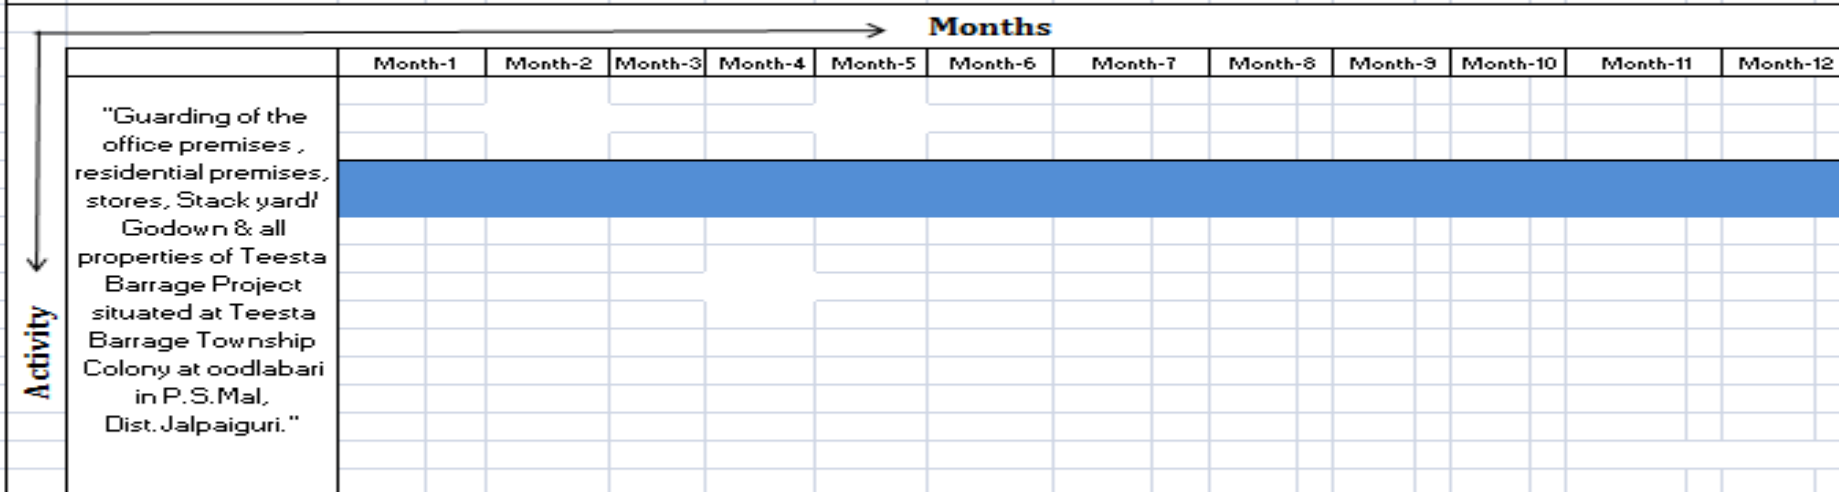 Months
Month-1 Month-2 Month-3 Month-4 Month-5 Month-6 Month-7 Month-8 Month-9 Month-10 Month-11 Month-12
"Guarding of the
office premises ,
residential premises,
stores, Stack yard/
Godown & all
properties of Teesta
Barrage Project
situated at Teesta
Barrage Township
Colony at oodlabari
in P.S.Mal,
Dist.Jalpaiguri."
Activity